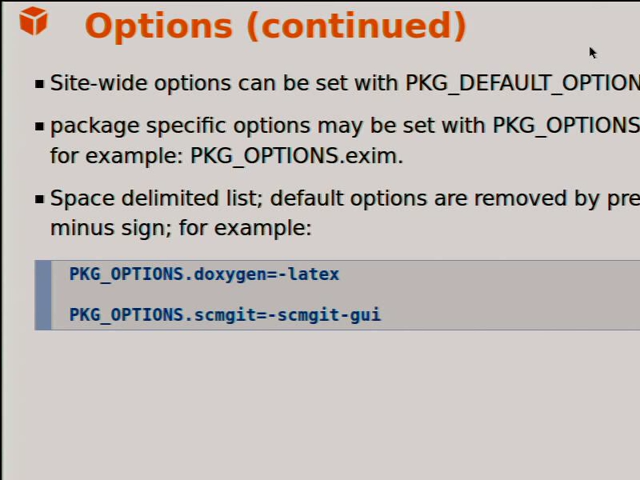 Options (continued)
Site-wide options can be set with PKG_DEFAULT_OPTION
package specific options may be set with PKG_OPTIONS
for example: PKG_OPTIONS.exim.
Space delimited list; default options are removed by pre
minus sign; for example:
PKG_OPTIONS.doxygen=-latex
PKG_OPTIONS.scmgit=-scmgit-gui